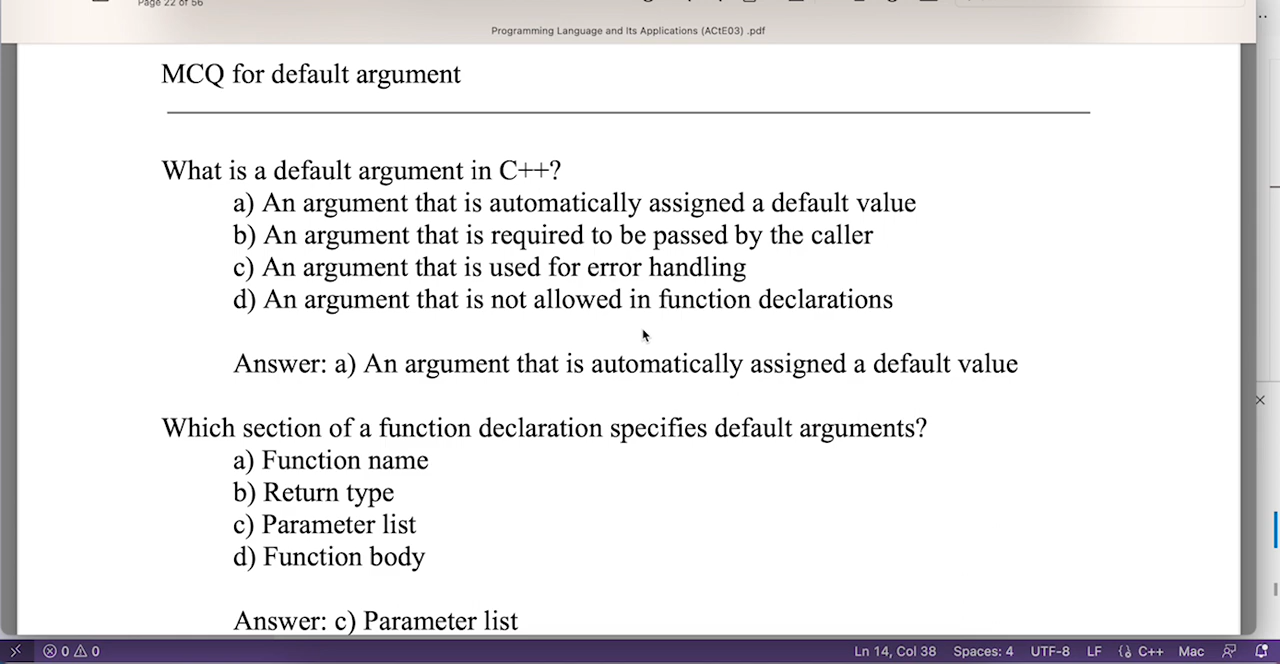 Page 22 of 56
Programming Language and Its Applications (ACtE03) .pdf
MCQ for default argument
What is a default argument in C++?
a) An argument that is automatically assigned a default value
b) An argument that is required to be passed by the caller
c) An argument that is used for error handling
d) An argument that is not allowed in function declarations
Answer: a) An argument that is automatically assigned a default value
Which section of a function declaration specifies default arguments?
a) Function name
b) Return type
c) Parameter list
d) Function body
Answer: c) Parameter list
0 0 Ln 14, Col 38 Spaces: 4 UTF-8 LF C++ Mac